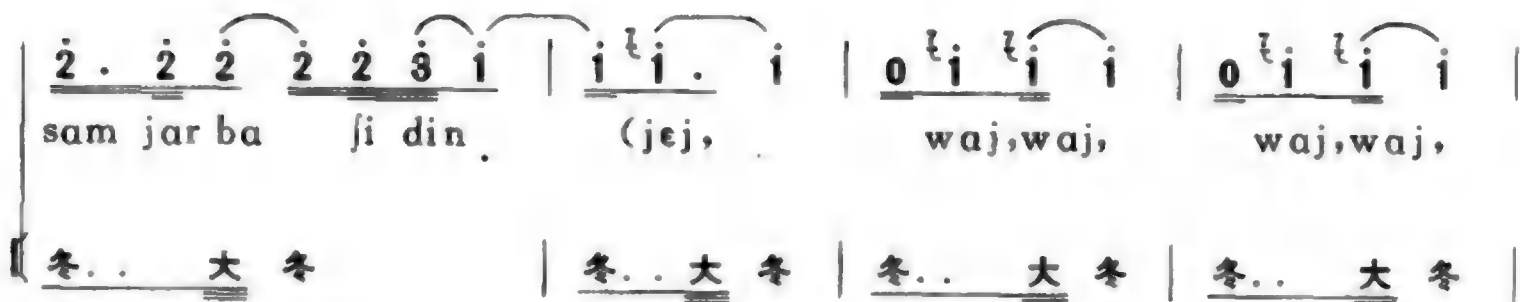 2̇ . 2̇ 2̇ 2̇ 2̇ 3̇ 1̇ | 1̇ 1̇ . 1̇ | 0 1̇ 1̇ 1̇ | 0 1̇ 1̇ 1̇ |
sam jar ba ʃi din (jɛj, waj,waj, waj,waj,
冬.. 大 冬 | 冬.. 大 冬 | 冬.. 大 冬 | 冬.. 大 冬 |